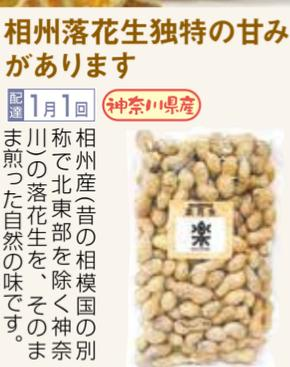 相州落花生独特の甘み
があります
配達 1月1回
神奈川県産
相州産(昔の相模国の別
称で北東部を除く神奈
川)の落花生を、そのま
ま煎った自然の味です。
楽